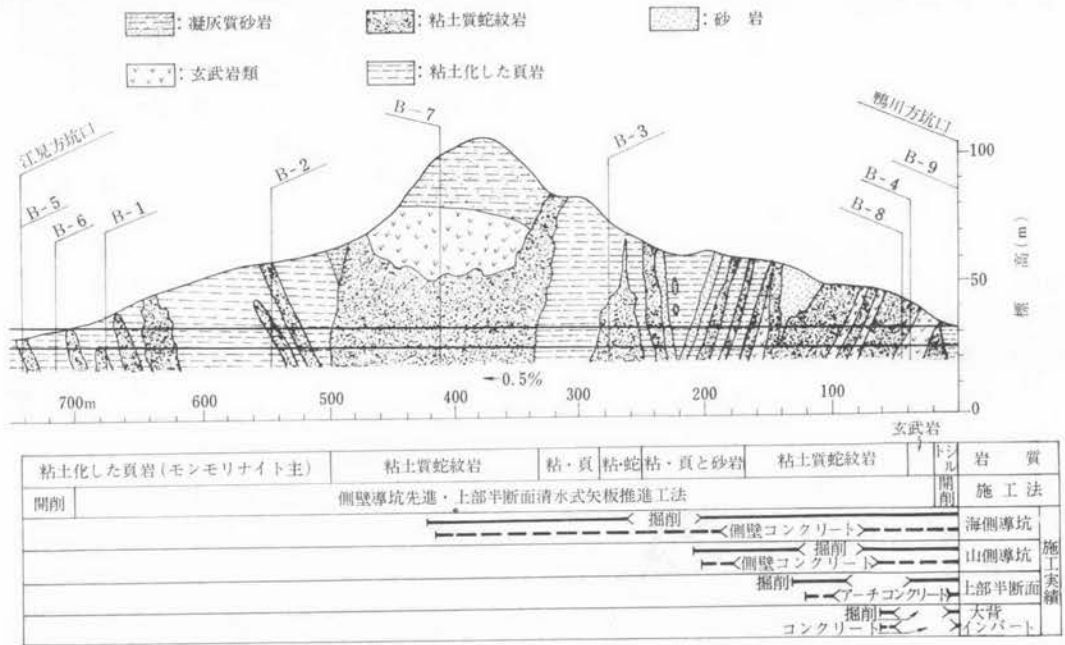 ：凝灰質砂岩
：粘土質蛇紋岩
：砂　岩
：玄武岩類
：粘土化した頁岩
江見方坑口
B－5
B－6
B－1
B－2
B－7
B－3
鴨川方坑口
B－9
B－4
B－8
100
50
0
標　高(m)
←0.5%
700m
600
500
400
300
200
100
玄武岩
粘土化した頁岩(モンモリナイト主)
粘土質蛇紋岩
粘・頁
粘・蛇
粘・頁と砂岩
粘土質蛇紋岩
シルト
岩　質
開削
側壁導坑先進・上部半断面清水式矢板推進工法
開削
施工法
掘削
側壁コンクリート
海側導坑
掘削
側壁コンクリート
山側導坑
掘削
アーチコンクリート
上部半断面
掘削
大背
コンクリート
インバート
施工実績